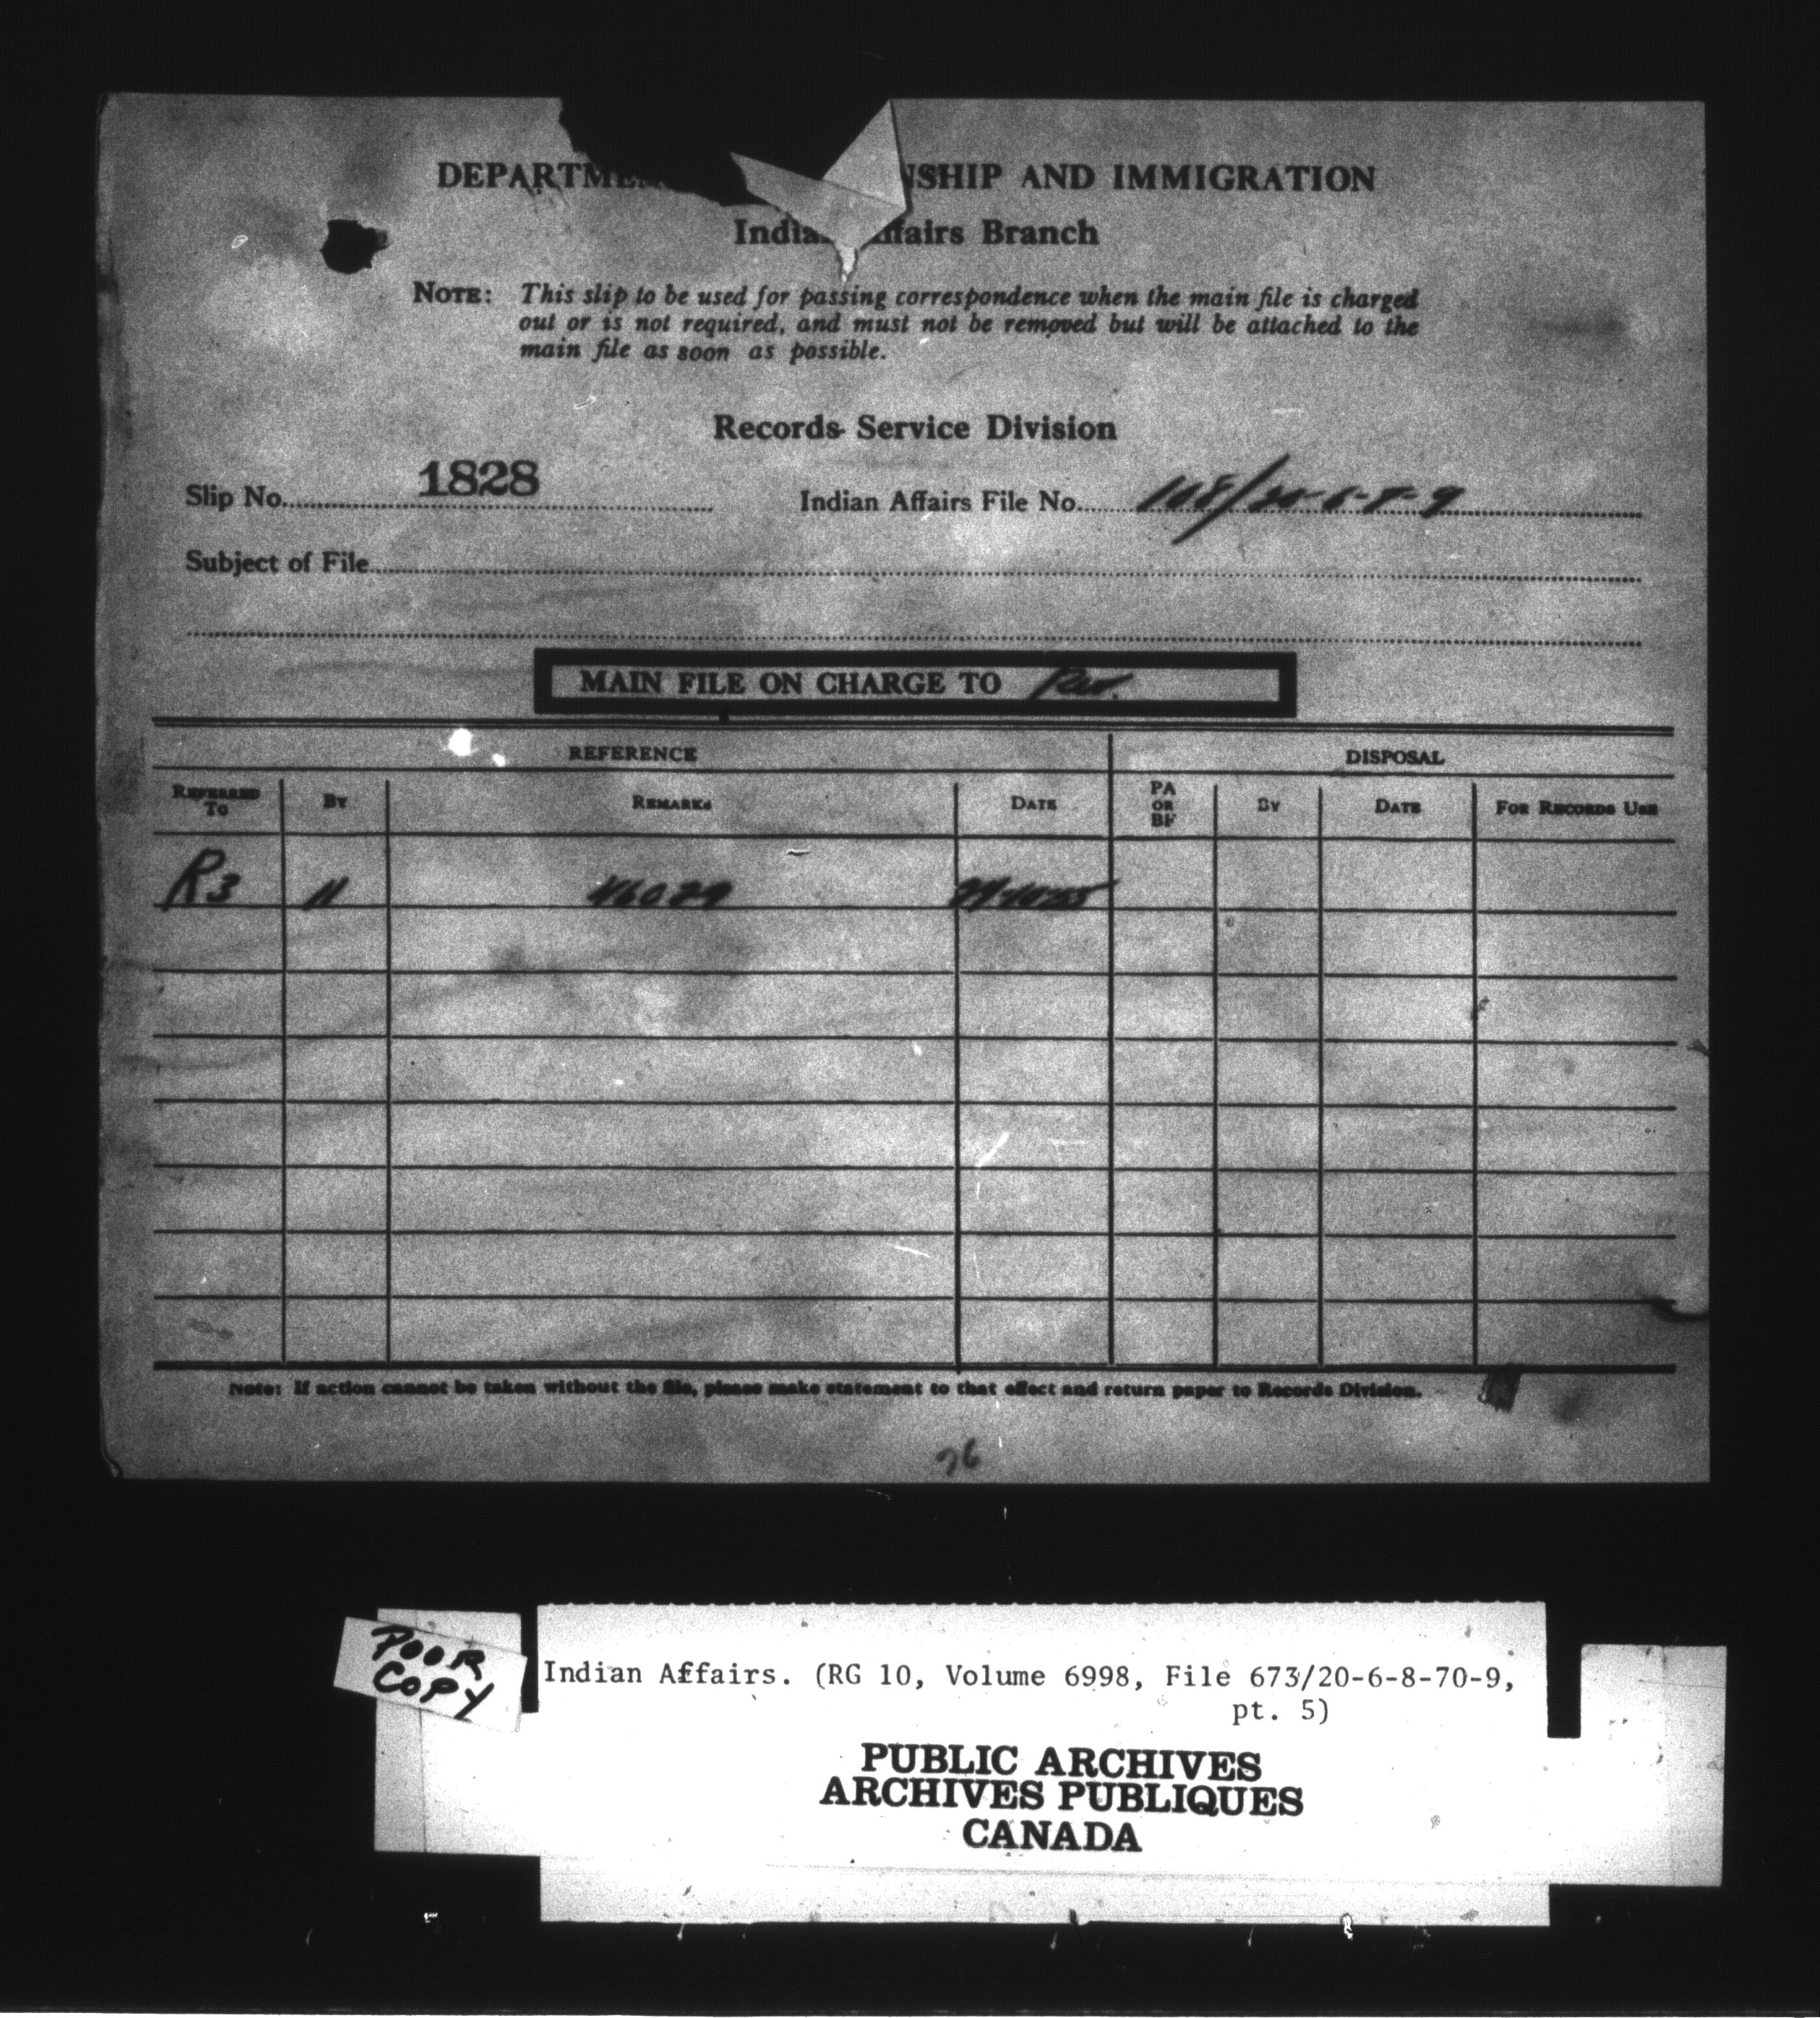 DEPARTME NSHIP AND IMMIGRATION
India ffairs Branch
NOTE: This slip to be used for passing correspondence when the main file is charged
out or is not required, and must not be removed but will be attached to the
main file as soon as possible.
Records Service Division
Slip No. 1828 Indian Affairs File No.
Subject of File
MAIN FILE ON CHARGE TO
REFERENCE DISPOSAL
REFERRED TO BY REMARKS DATE PA OR BF BY DATE FOR RECORDS USE
R3 11 46029
Note: If action cannot be taken without the file, please make statement to that effect and return paper to Records Division.
76
POOR
COPY
Indian Affairs. (RG 10, Volume 6998, File 673/20-6-8-70-9,
pt. 5)
PUBLIC ARCHIVES
ARCHIVES PUBLIQUES
CANADA